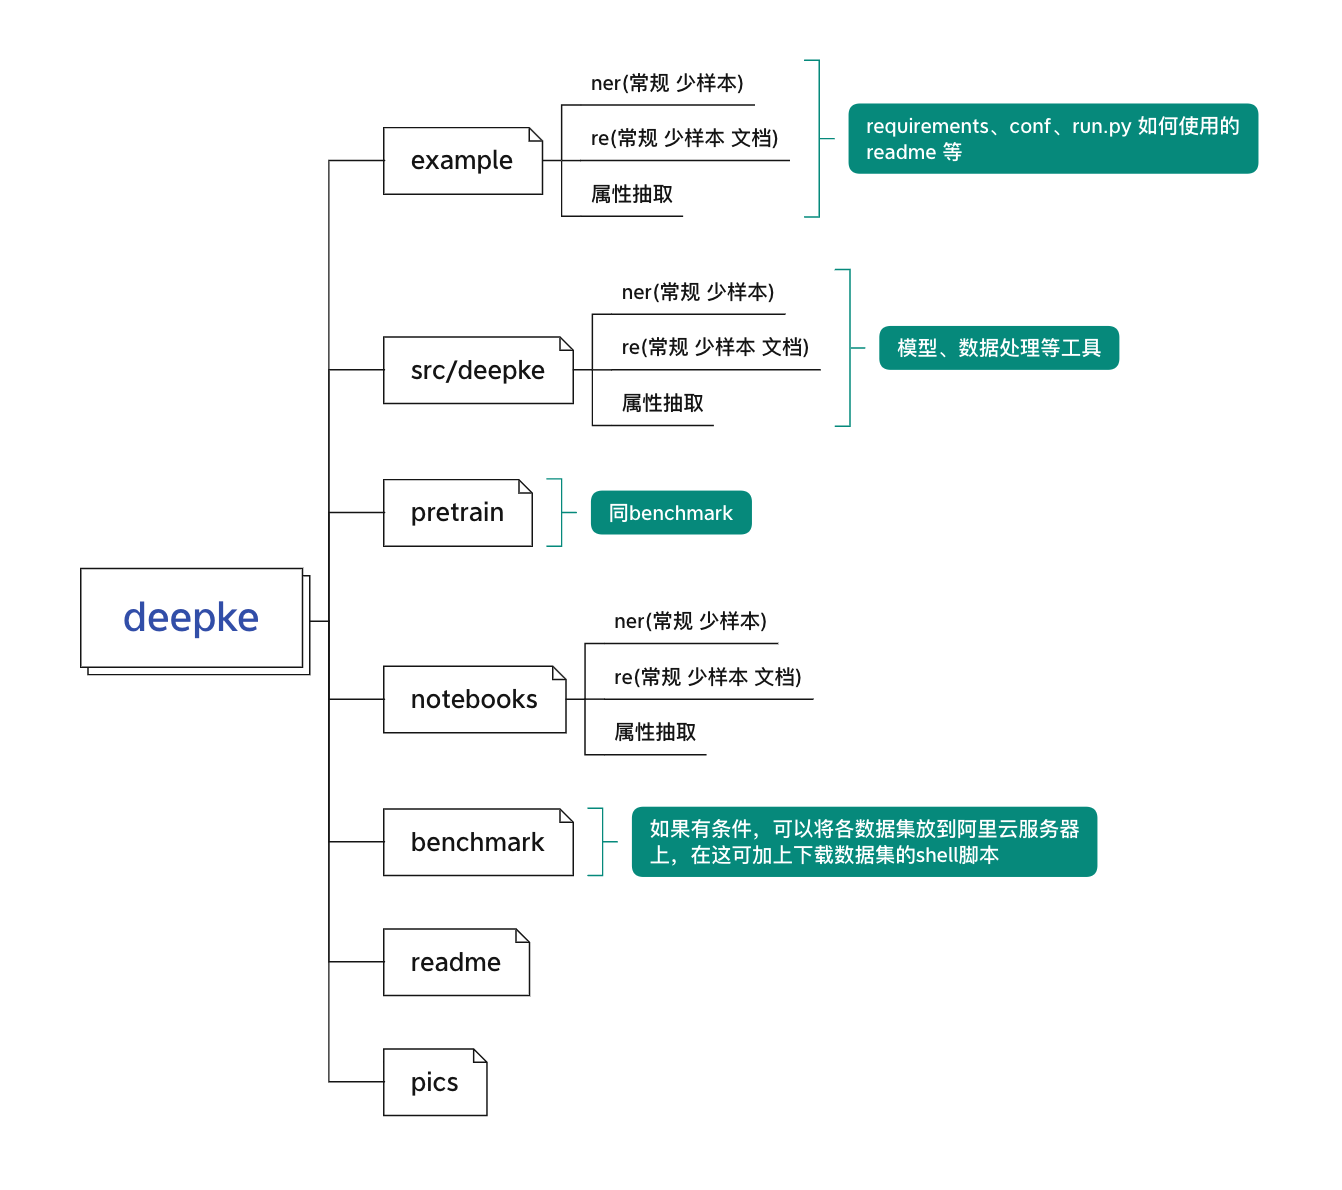 deepke
example
ner(常规 少样本)
re(常规 少样本 文档)
属性抽取
requirements、conf、run.py 如何使用的
readme 等
src/deepke
ner(常规 少样本)
re(常规 少样本 文档)
属性抽取
模型、数据处理等工具
pretrain
同benchmark
notebooks
ner(常规 少样本)
re(常规 少样本 文档)
属性抽取
benchmark
如果有条件，可以将各数据集放到阿里云服务器
上，在这可加上下载数据集的shell脚本
readme
pics